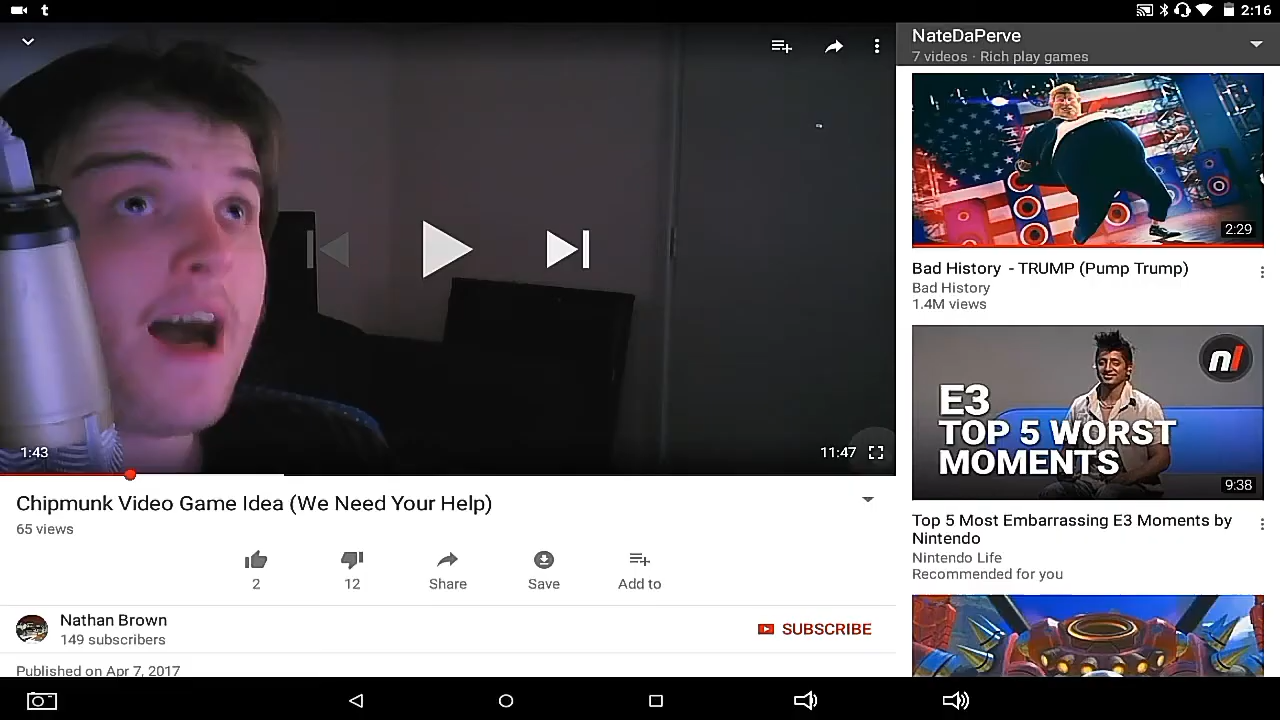 t
2:16
NateDaPerve
7 videos · Rich play games
2:29
Bad History - TRUMP (Pump Trump)
Bad History
1.4M views
1:43
11:47
E3
TOP 5 WORST
MOMENTS
nl
9:38
Top 5 Most Embarrassing E3 Moments by
Nintendo
Nintendo Life
Recommended for you
Chipmunk Video Game Idea (We Need Your Help)
65 views
2
12
Share
Save
Add to
Nathan Brown
149 subscribers
SUBSCRIBE
Published on Apr 7, 2017